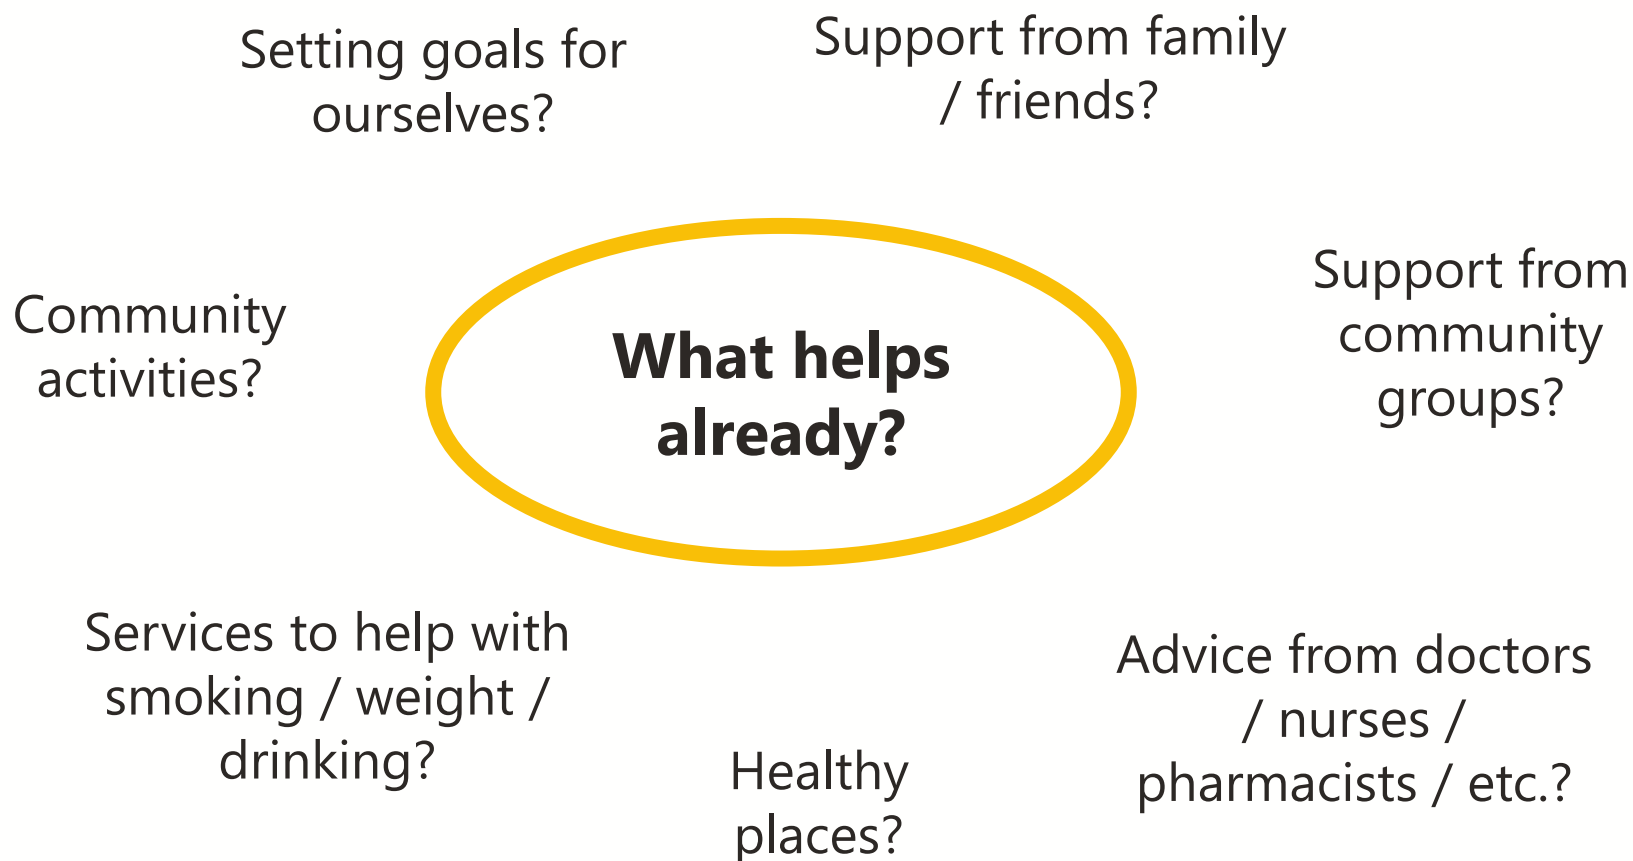 Setting goals for
ourselves?
Support from family
/ friends?
Community
activities?
What helps
already?
Support from
community
groups?
Services to help with
smoking / weight /
drinking?
Healthy
places?
Advice from doctors
/ nurses /
pharmacists / etc.?